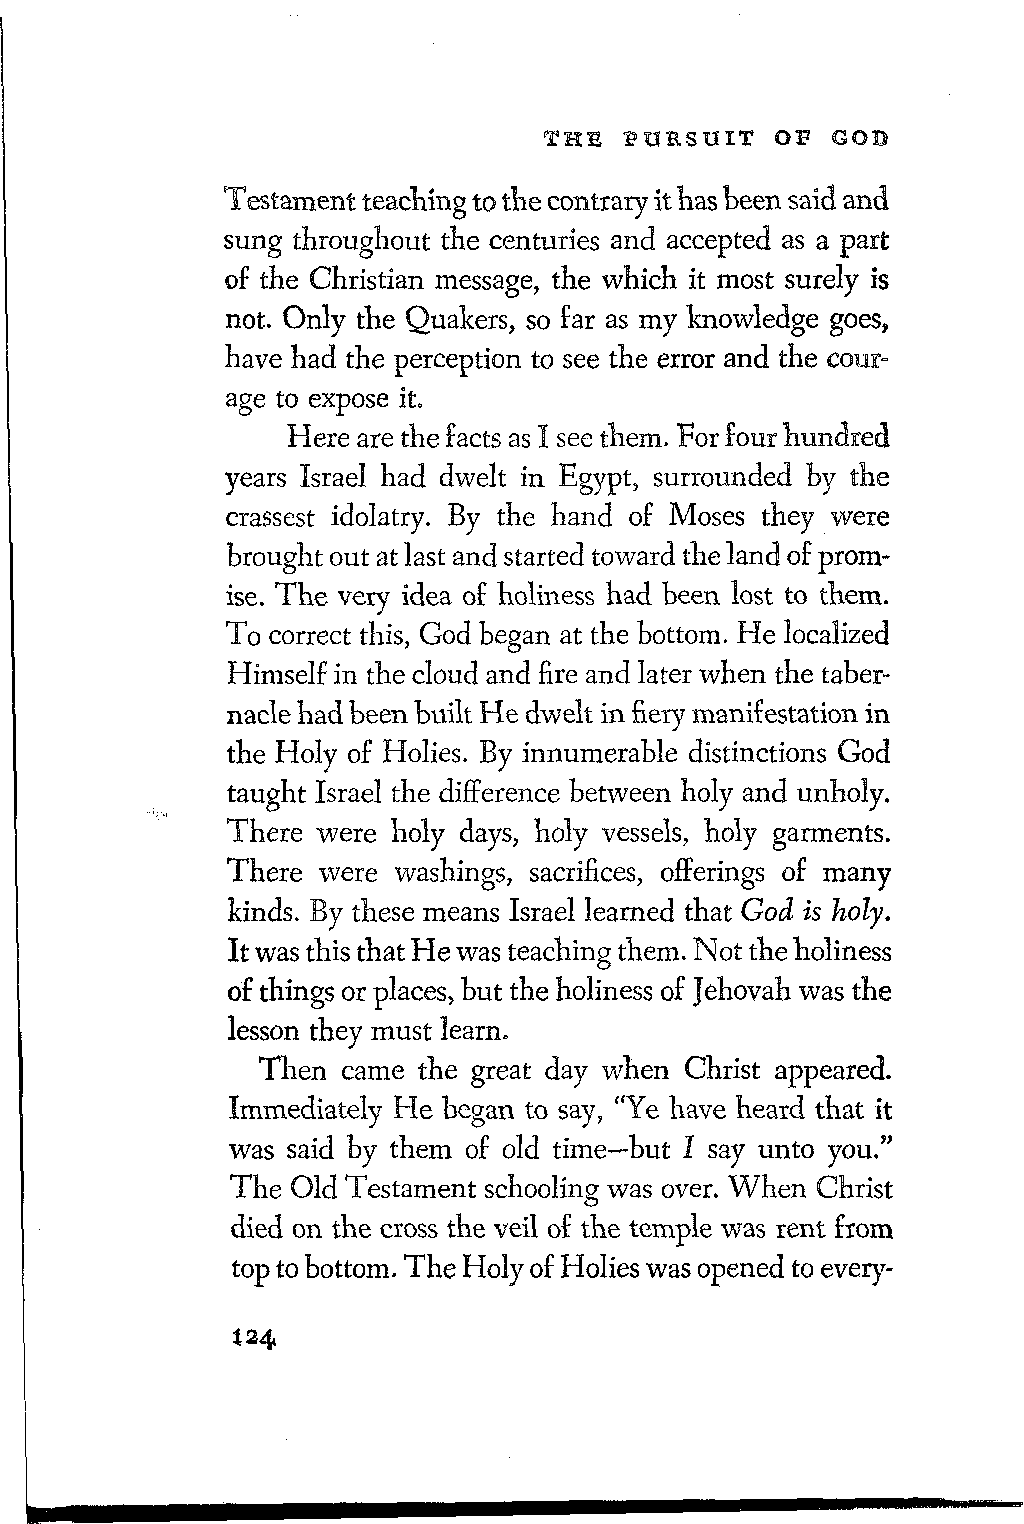 THE PURSUIT OF GOD
Testament teaching to the contrary it has been said and
sung throughout the centuries and accepted as a part
of the Christian message, the which it most surely is
not. Only the Quakers, so far as my knowledge goes,
have had the perception to see the error and the cour-
age to expose it.
Here are the facts as I see them. For four hundred
years Israel had dwelt in Egypt, surrounded by the
crassest idolatry. By the hand of Moses they were
brought out at last and started toward the land of prom-
ise. The very idea of holiness had been lost to them.
To correct this, God began at the bottom. He localized
Himself in the cloud and fire and later when the taber-
nacle had been built He dwelt in fiery manifestation in
the Holy of Holies. By innumerable distinctions God
taught Israel the difference between holy and unholy.
There were holy days, holy vessels, holy garments.
There were washings, sacrifices, offerings of many
kinds. By these means Israel learned that God is holy.
It was this that He was teaching them. Not the holiness
of things or places, but the holiness of Jehovah was the
lesson they must learn.
Then came the great day when Christ appeared.
Immediately He began to say, “Ye have heard that it
was said by them of old time—but I say unto you.”
The Old Testament schooling was over. When Christ
died on the cross the veil of the temple was rent from
top to bottom. The Holy of Holies was opened to every-
124